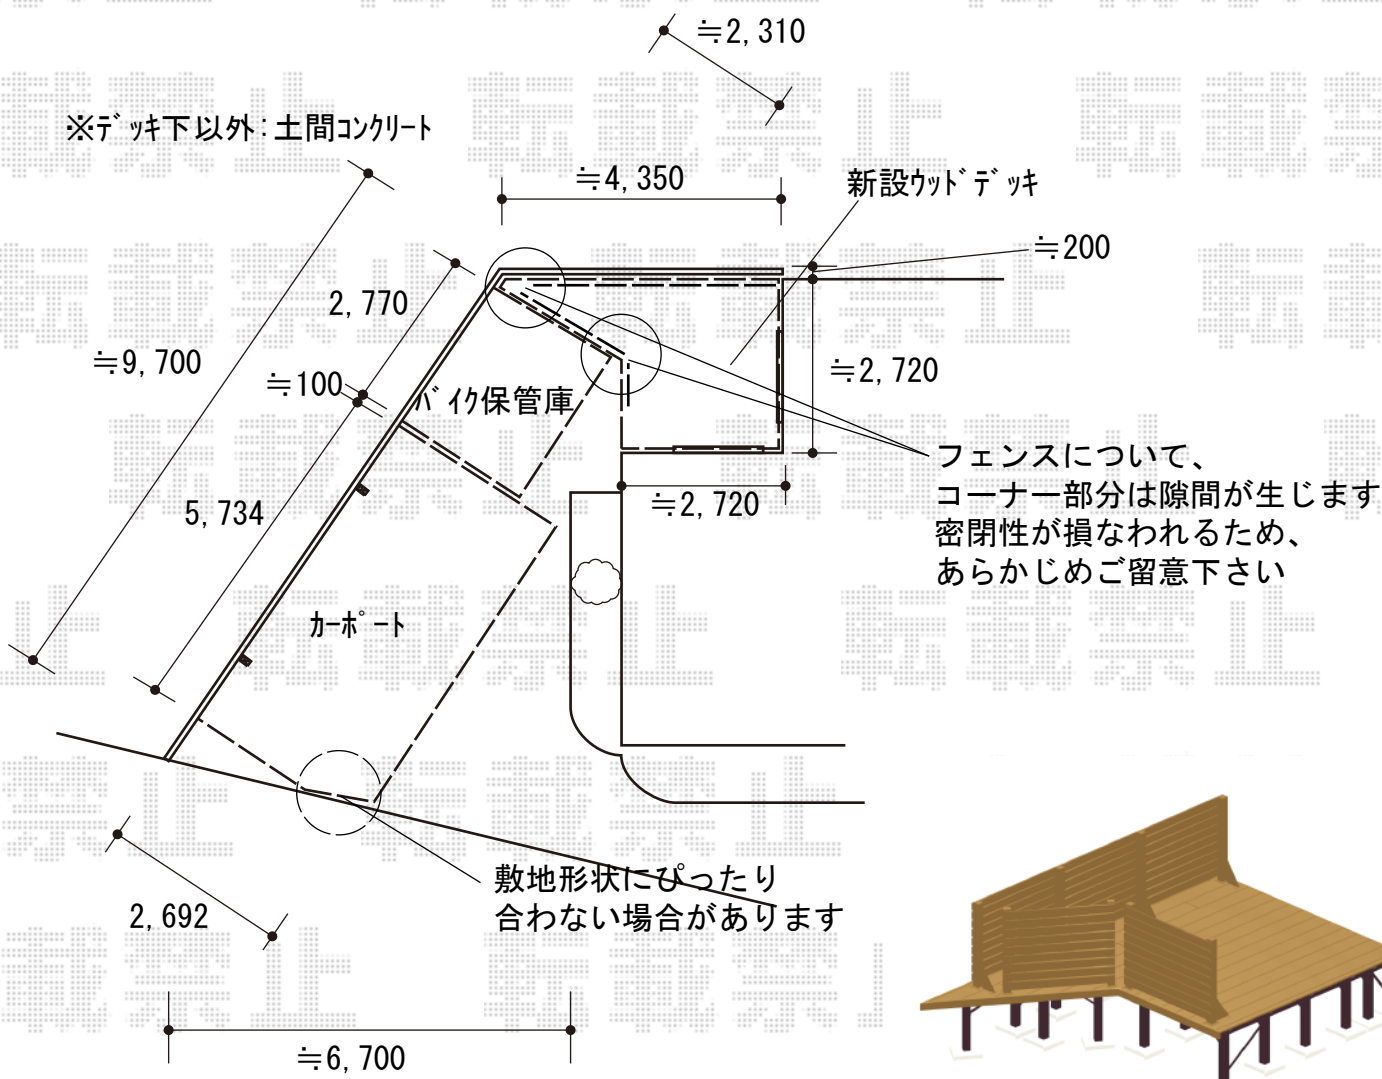 ≒2,310
※ﾃﾞｯｷ下以外:土間ｺﾝｸﾘｰﾄ
≒4,350
新設ｳｯﾄﾞﾃﾞｯｷ
≒200
2,770
≒9,700
≒100
ﾊﾞｲｸ保管庫
≒2,720
フェンスについて、
コーナー部分は隙間が生じます
密閉性が損なわれるため、
あらかじめご留意下さい
≒2,720
5,734
ｶｰﾎﾟｰﾄ
敷地形状にぴったり
合わない場合があります
2,692
≒6,700
転載禁止